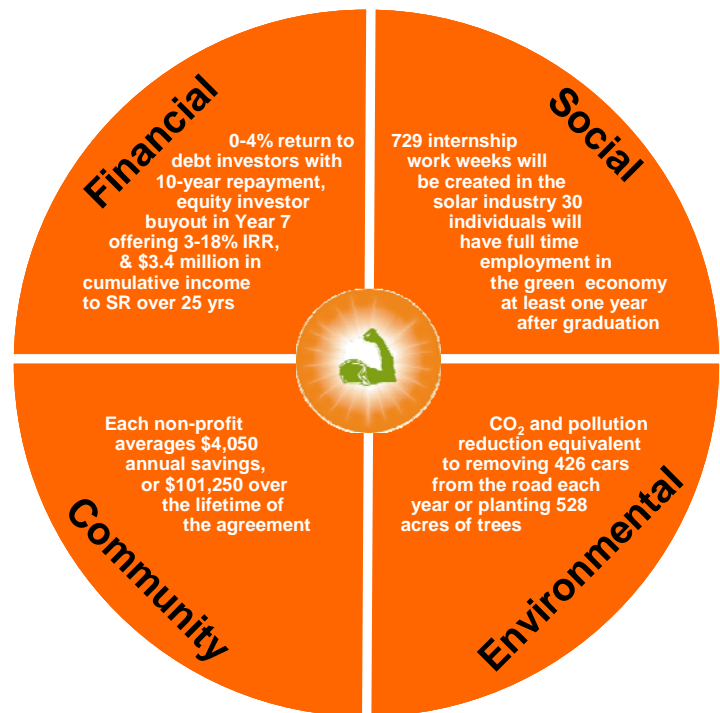 Financial
0-4% return to
debt investors with
10-year repayment,
equity investor
buyout in Year 7
offering 3-18% IRR,
& $3.4 million in
cumulative income
to SR over 25 yrs
Social
729 internship
work weeks will
be created in the
solar industry 30
individuals will
have full time
employment in
the green economy
at least one year
after graduation
Community
Each non-profit
averages $4,050
annual savings,
or $101,250 over
the lifetime of
the agreement
Environmental
CO₂ and pollution
reduction equivalent
to removing 426 cars
from the road each
year or planting 528
acres of trees